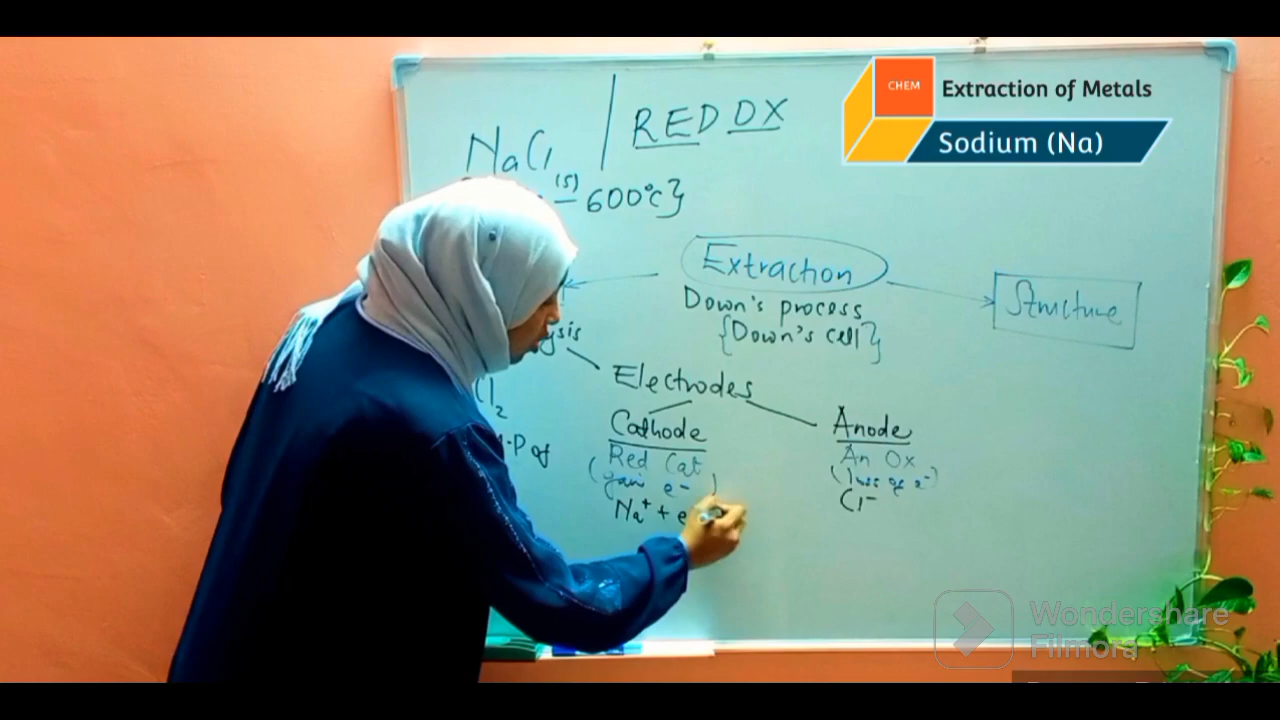 CHEM
Extraction of Metals
Sodium (Na)
NaCl(s) | REDOX
600°C}
Extraction
Down's process
{Down's cell}
Structure
ysis
Electrodes
Cl2
Cathode
Anode
Red Cat
An Ox
(gain e-)
(loss of e-)
Na+ + e
Cl-
Wondershare
Filmora